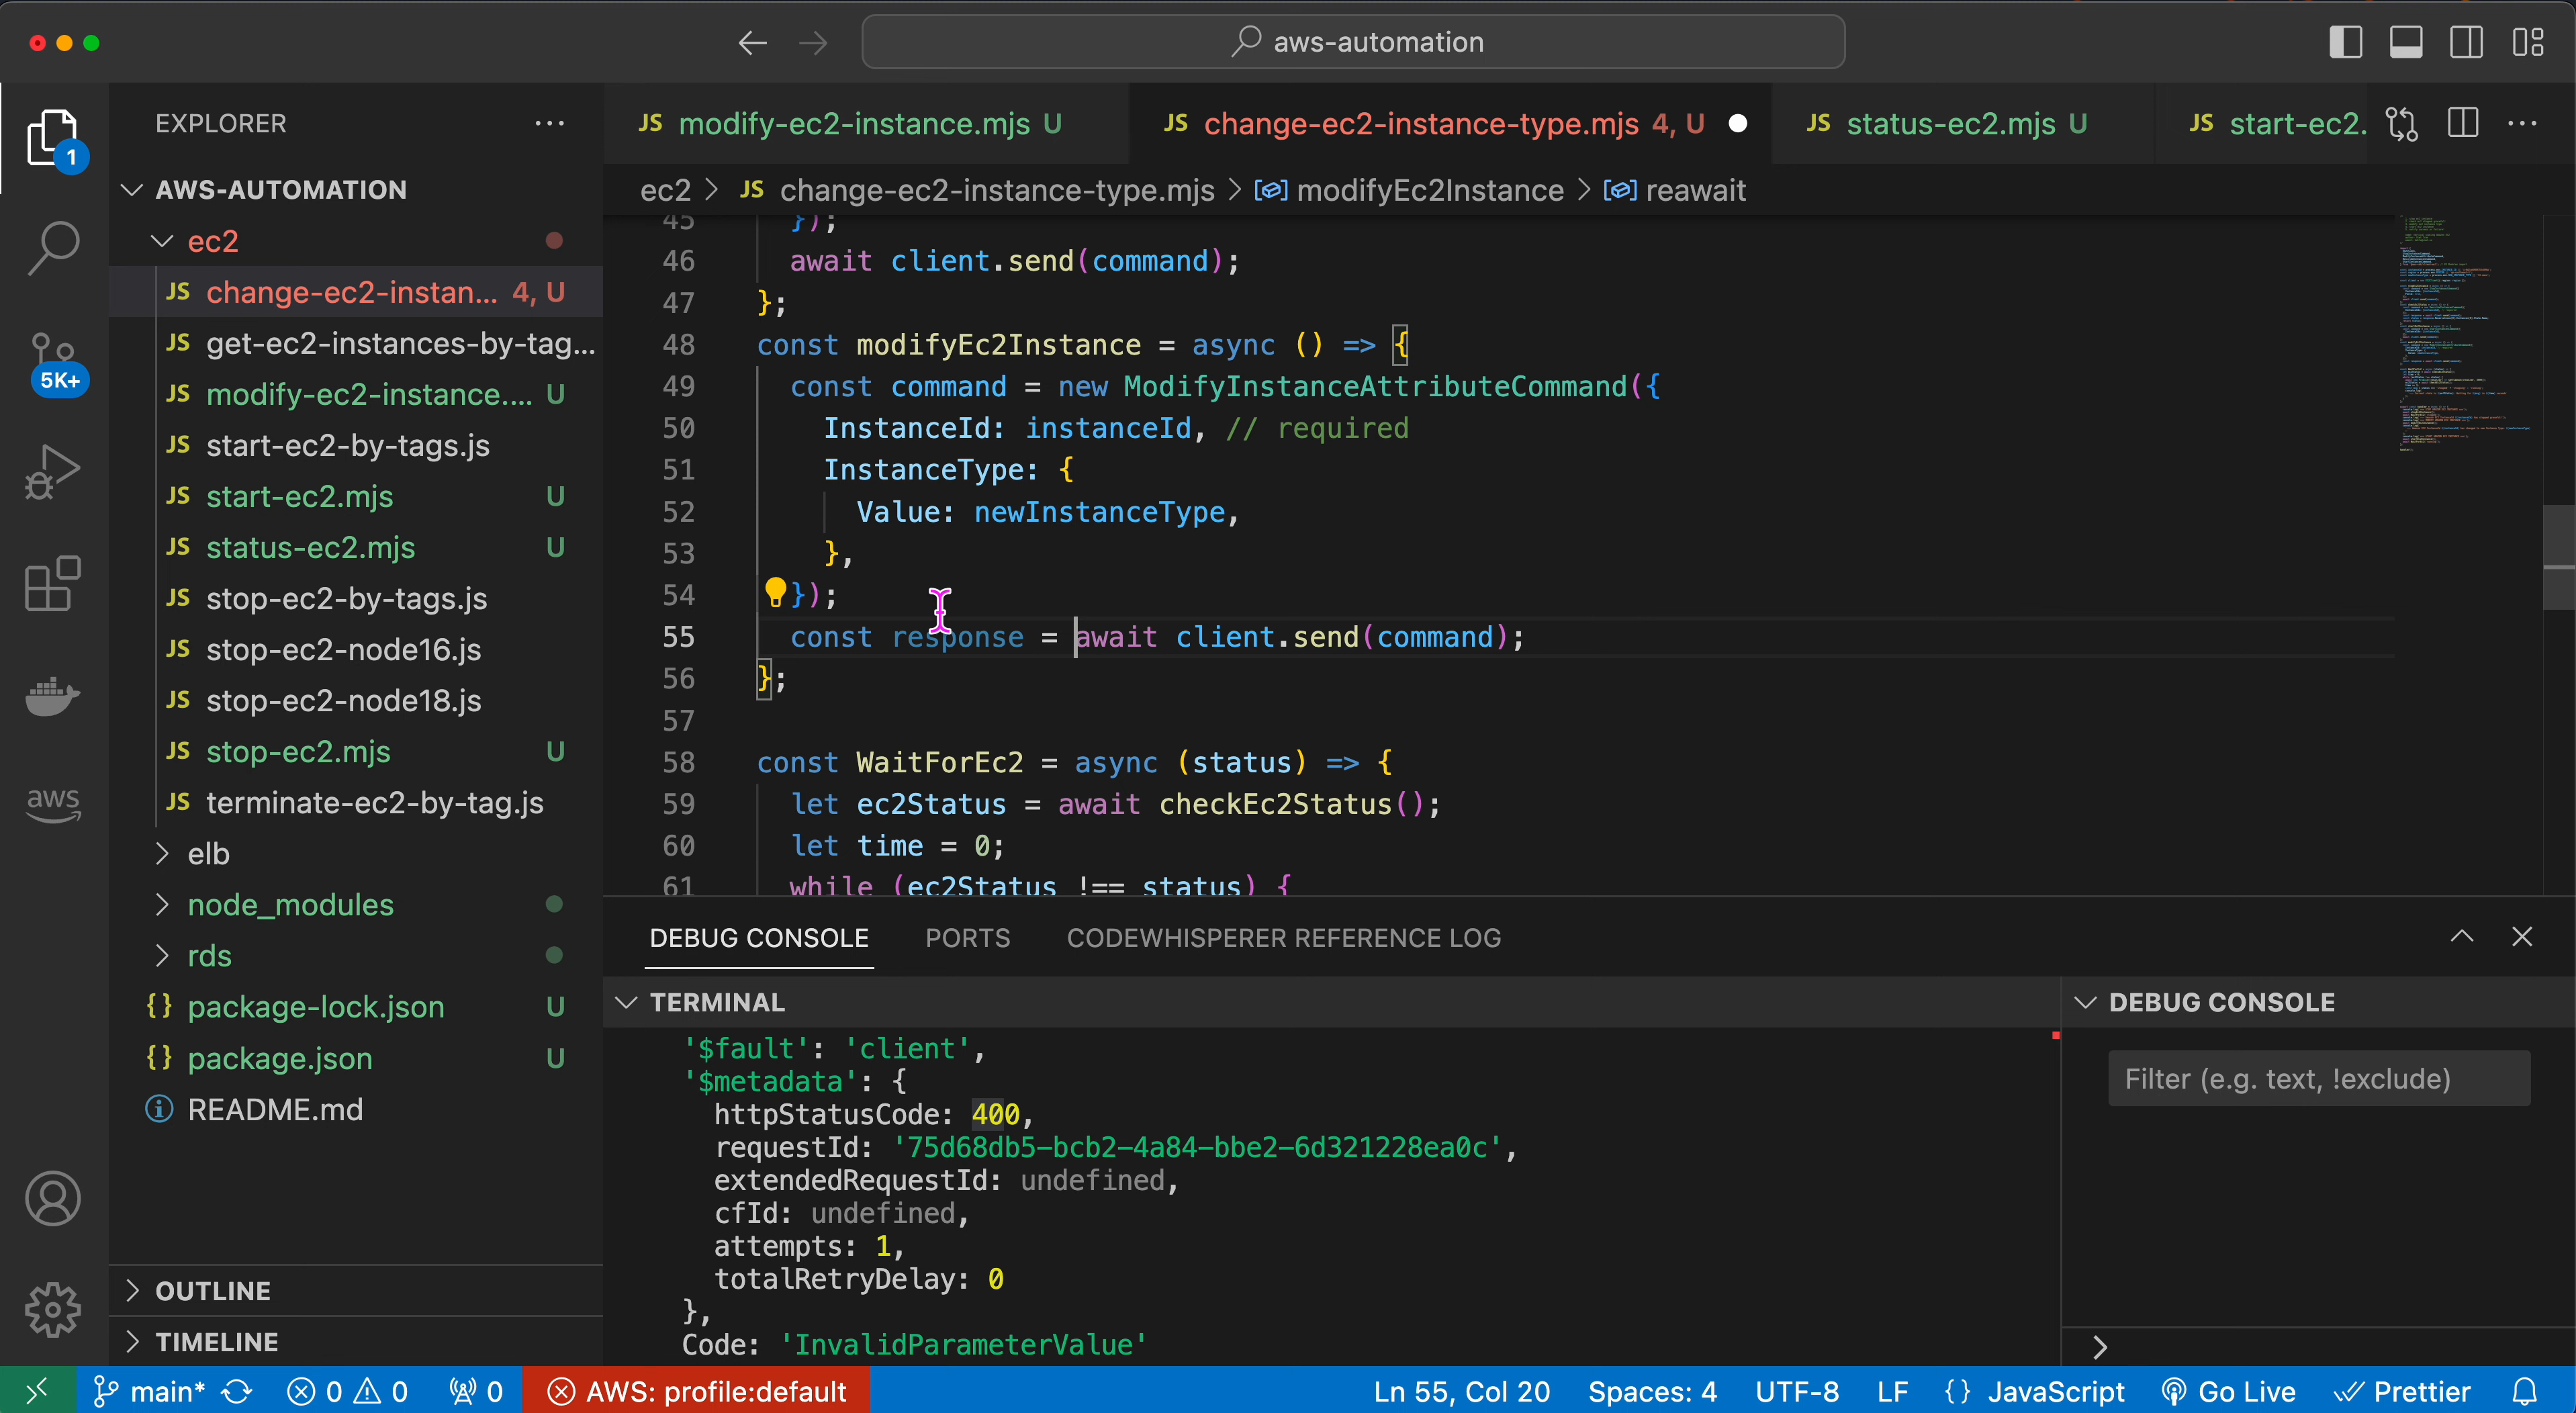 aws-automation
EXPLORER
JS modify-ec2-instance.mjs U
JS change-ec2-instance-type.mjs 4, U
JS status-ec2.mjs U
JS start-ec2.
1
AWS-AUTOMATION
ec2 > JS change-ec2-instance-type.mjs > modifyEc2Instance > reawait
ec2
JS change-ec2-instan... 4, U
JS get-ec2-instances-by-tag...
5K+
JS modify-ec2-instance.... U
JS start-ec2-by-tags.js
JS start-ec2.mjs U
JS status-ec2.mjs U
JS stop-ec2-by-tags.js
JS stop-ec2-node16.js
JS stop-ec2-node18.js
JS stop-ec2.mjs U
JS terminate-ec2-by-tag.js
aws
elb
node_modules
rds
{} package-lock.json U
{} package.json U
README.md
OUTLINE
TIMELINE
45 });
46 await client.send(command);
47 };
48 const modifyEc2Instance = async () => {
49 const command = new ModifyInstanceAttributeCommand({
50 InstanceId: instanceId, // required
51 InstanceType: {
52 Value: newInstanceType,
53 },
54 });
55 const response = await client.send(command);
56 };
57
58 const WaitForEc2 = async (status) => {
59 let ec2Status = await checkEc2Status();
60 let time = 0;
61 while (ec2Status !== status) {
DEBUG CONSOLE PORTS CODEWHISPERER REFERENCE LOG
TERMINAL
'$fault': 'client',
'$metadata': {
httpStatusCode: 400,
requestId: '75d68db5-bcb2-4a84-bbe2-6d321228ea0c',
extendedRequestId: undefined,
cfId: undefined,
attempts: 1,
totalRetryDelay: 0
},
Code: 'InvalidParameterValue'
DEBUG CONSOLE
Filter (e.g. text, !exclude)
main* 0 0 0 AWS: profile:default Ln 55, Col 20 Spaces: 4 UTF-8 LF {} JavaScript Go Live Prettier